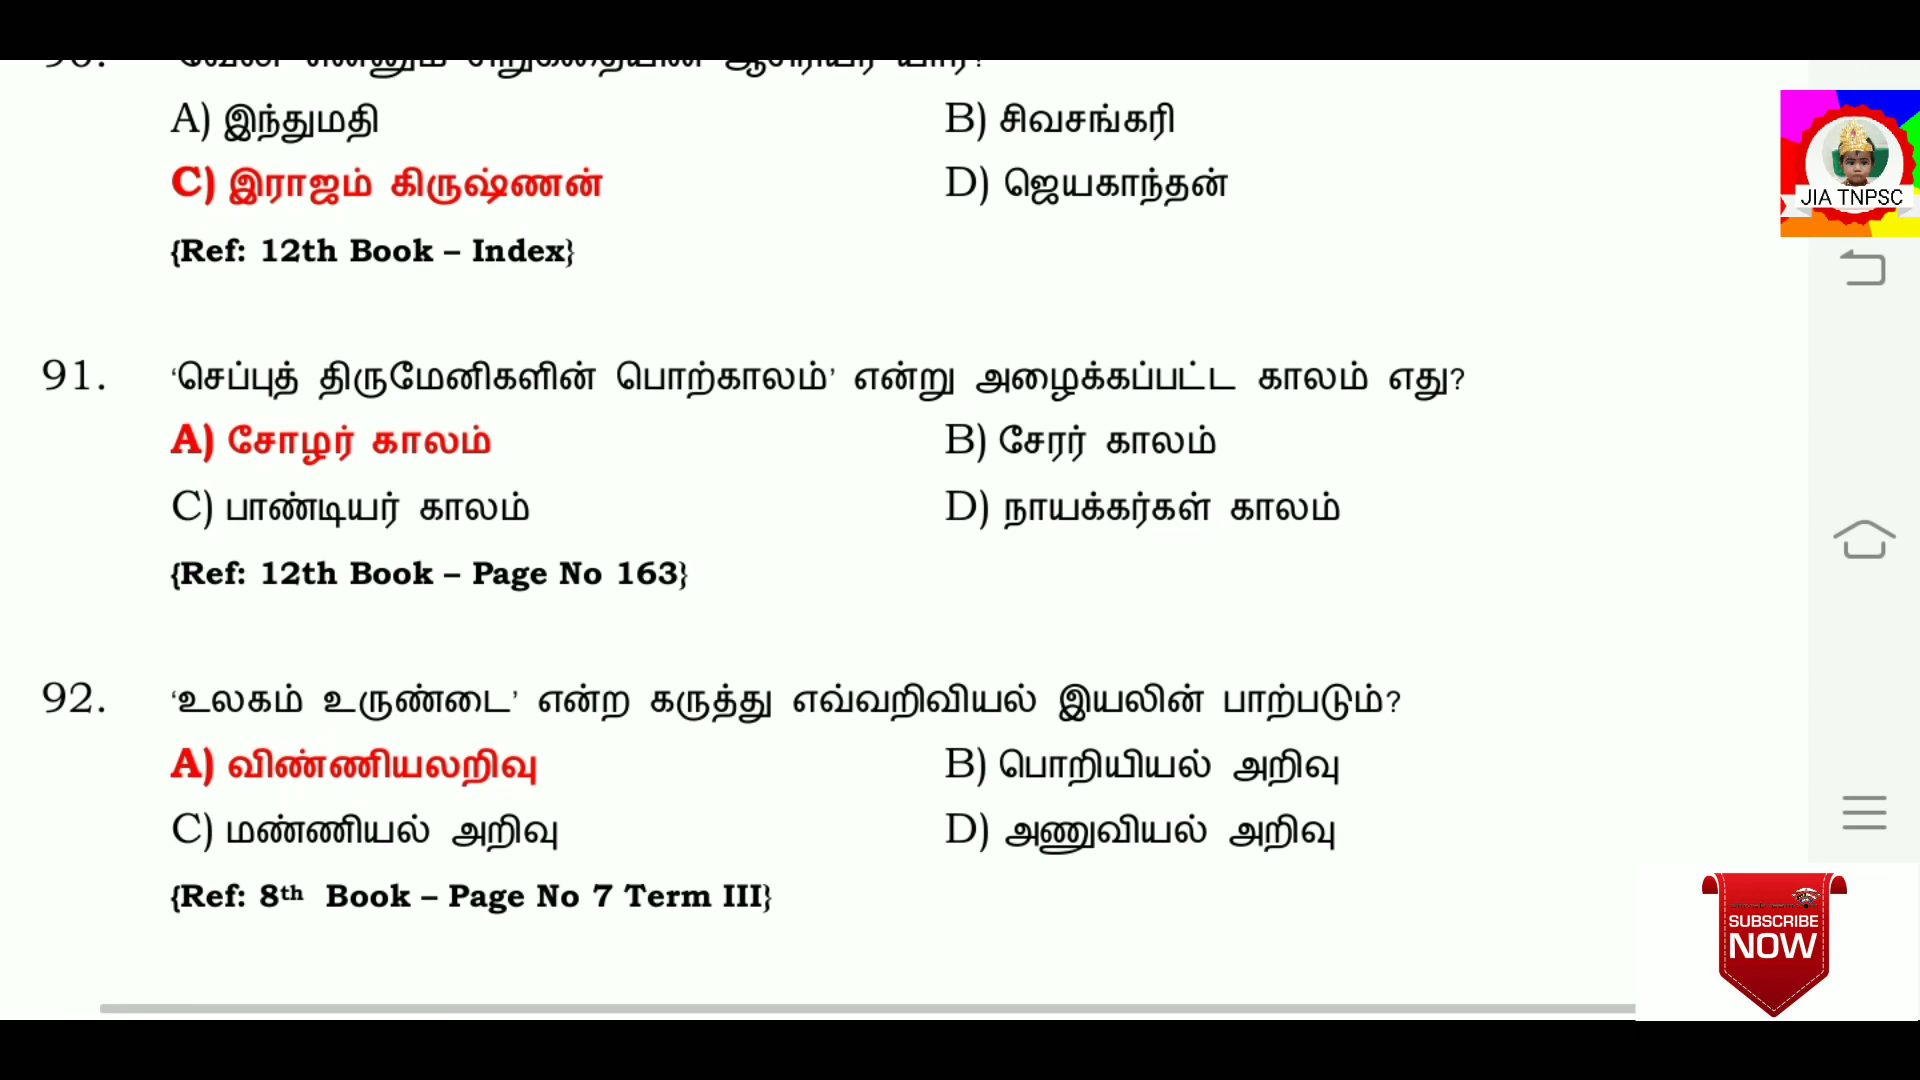 A) இந்துமதி B) சிவசங்கரி
C) இராஜம் கிருஷ்ணன் D) ஜெயகாந்தன்
{Ref: 12th Book – Index}
JIA TNPSC
91. ‘செப்புத் திருமேனிகளின் பொற்காலம்’ என்று அழைக்கப்பட்ட காலம் எது?
A) சோழர் காலம் B) சேரர் காலம்
C) பாண்டியர் காலம் D) நாயக்கர்கள் காலம்
{Ref: 12th Book – Page No 163}
92. ‘உலகம் உருண்டை’ என்ற கருத்து எவ்வறிவியல் இயலின் பாற்படும்?
A) விண்ணியலறிவு B) பொறியியல் அறிவு
C) மண்ணியல் அறிவு D) அணுவியல் அறிவு
{Ref: 8th Book – Page No 7 Term III}
SUBSCRIBE
NOW